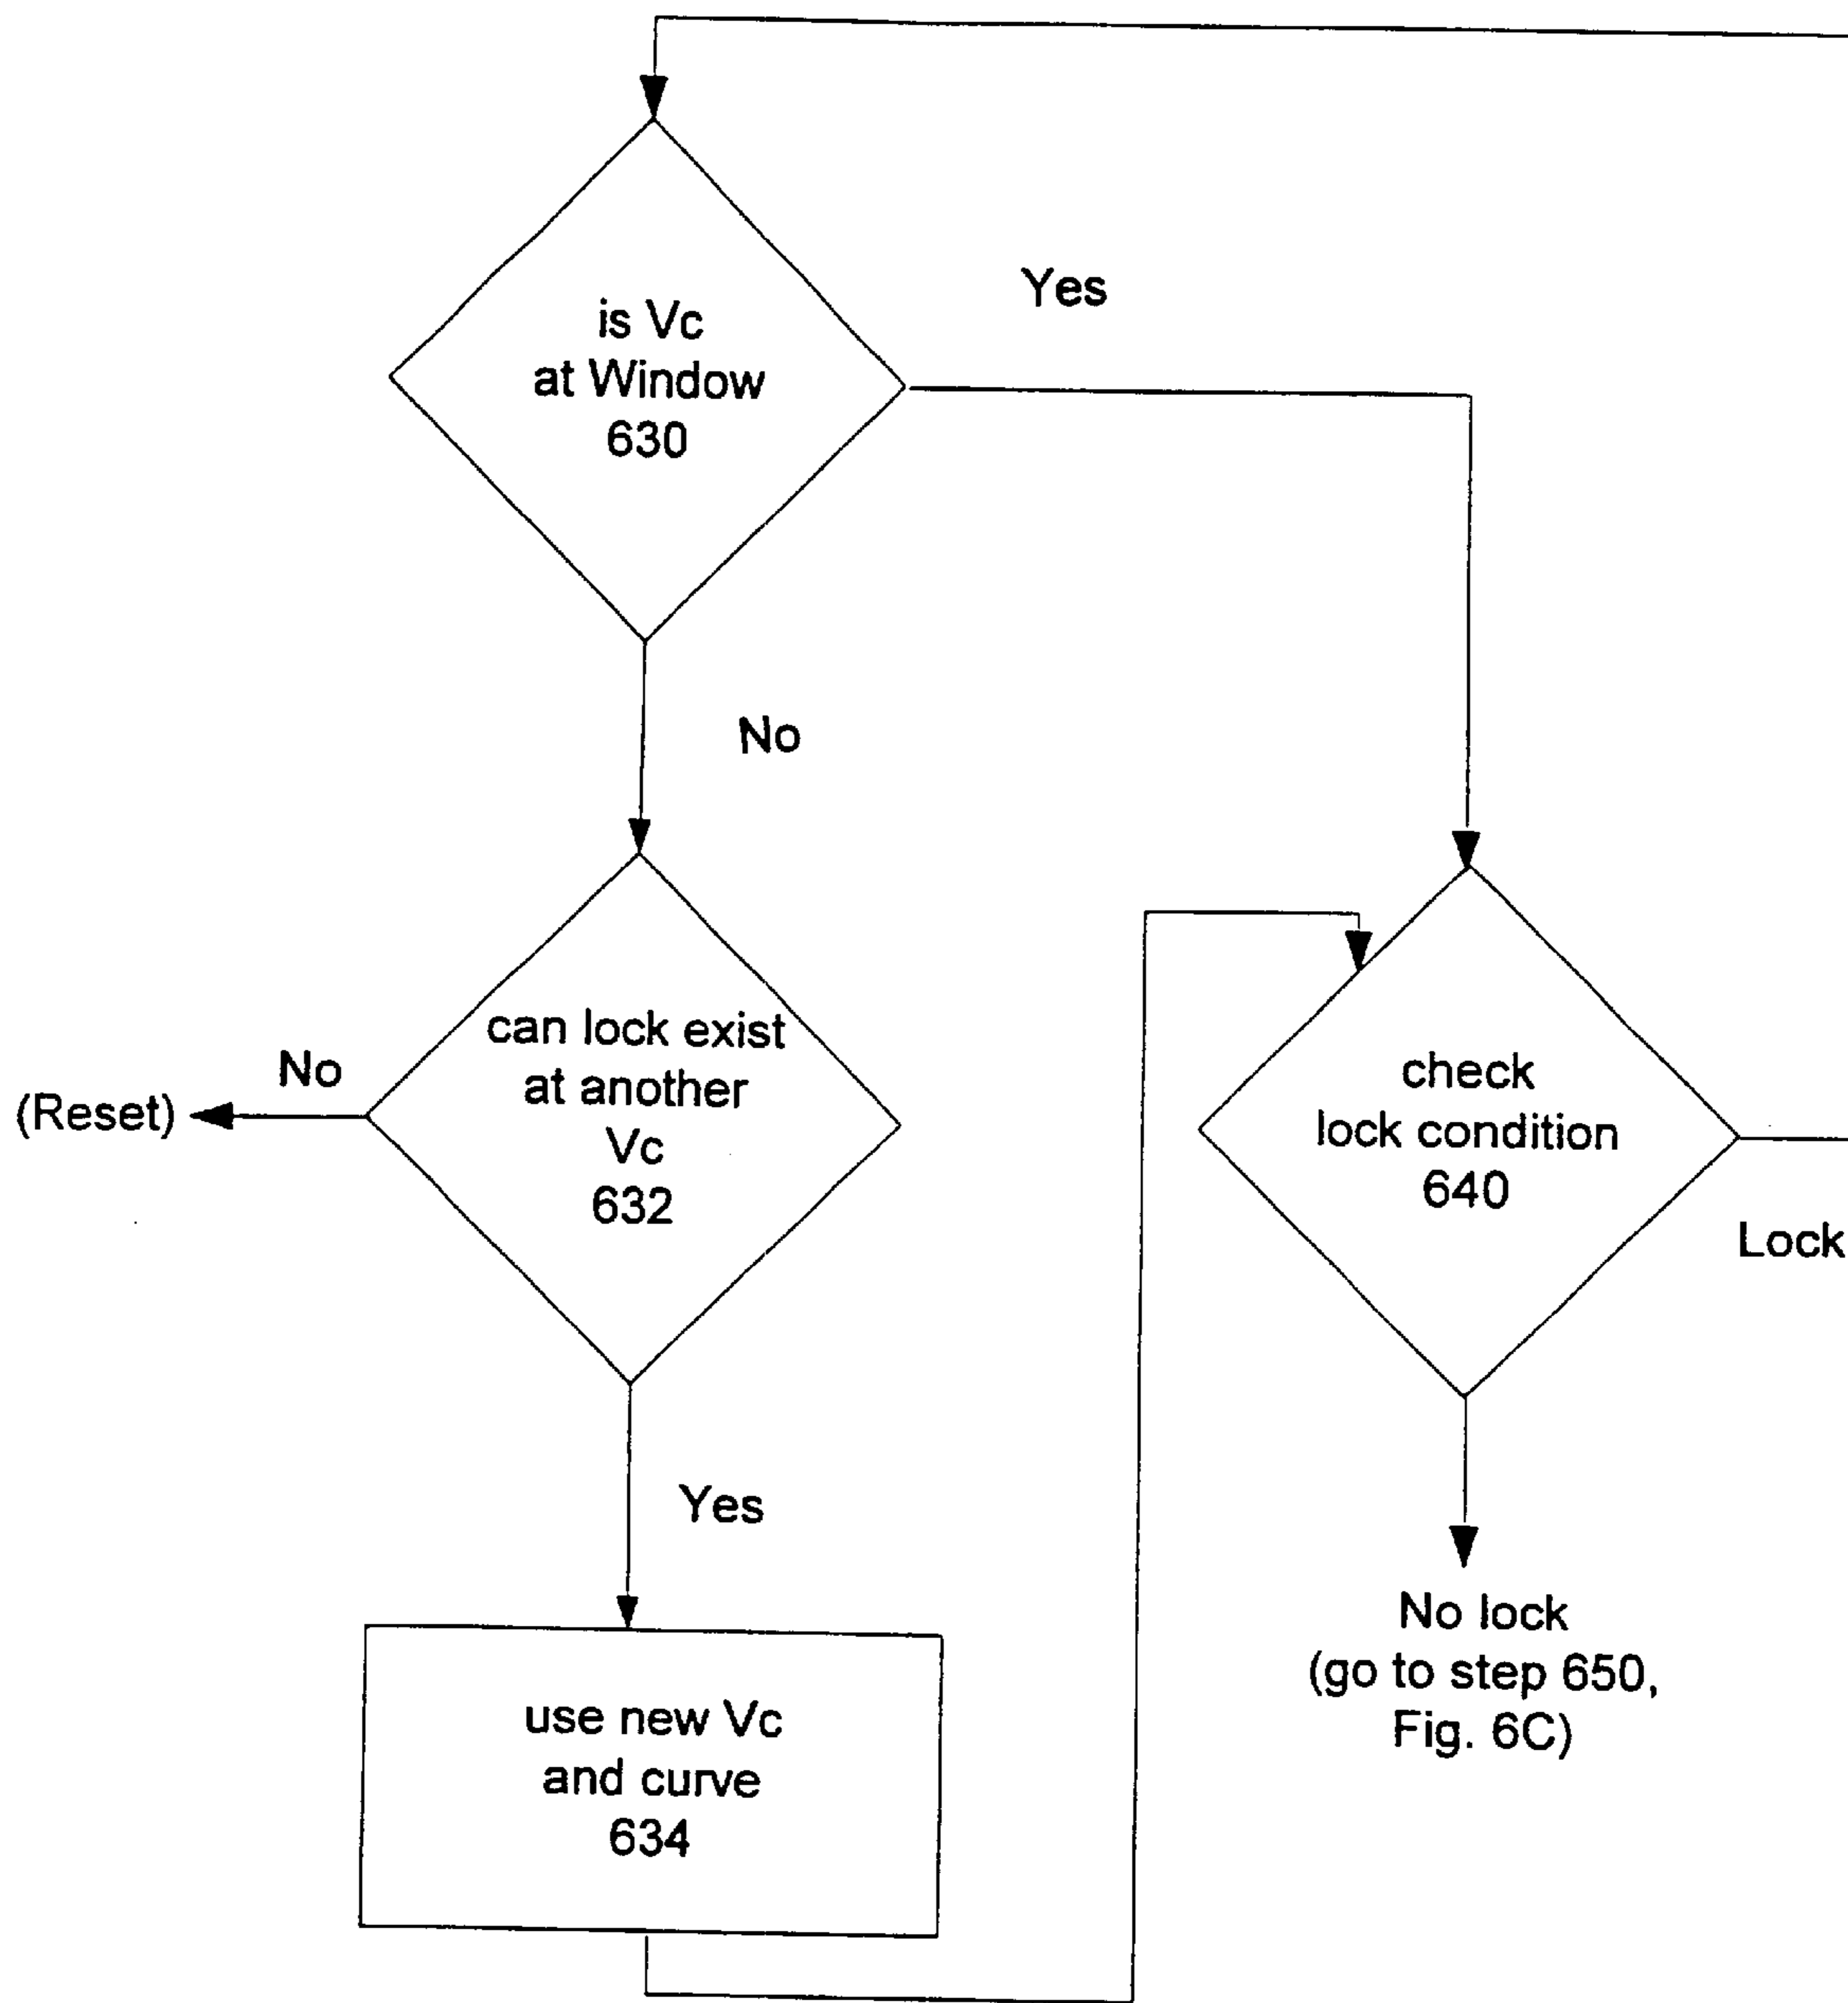 is Vc
at Window
630
Yes
No
can lock exist
at another
Vc
632
No
(Reset)
check
lock condition
640
Lock
Yes
No lock
(go to step 650,
Fig. 6C)
use new Vc
and curve
634